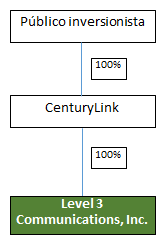 Público inversionista
100%
CenturyLink
100%
Level 3
Communications, Inc.